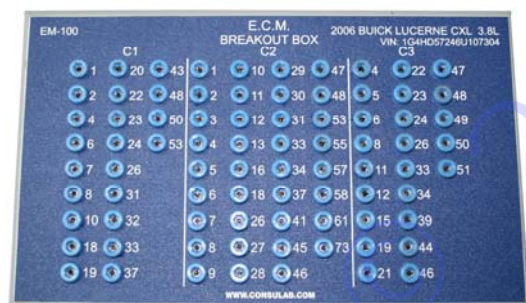 EM-100
E.C.M.
BREAKOUT BOX
2006 BUICK LUCERNE CXL 3.8L
VIN: 1G4HD57246U107304
C1 C2 C3
1 20 43 1 10 29 47 4 22 47
2 22 48 2 11 30 48 5 23 48
4 23 50 3 12 31 53 6 24 49
6 24 53 4 13 33 55 8 26 50
7 26 5 16 34 57 11 33 51
8 31 6 18 37 58 12 34
10 32 7 26 41 61 15 39
18 33 8 27 45 73 19 44
19 37 9 28 46 21 46
WWW.CONSULAB.COM